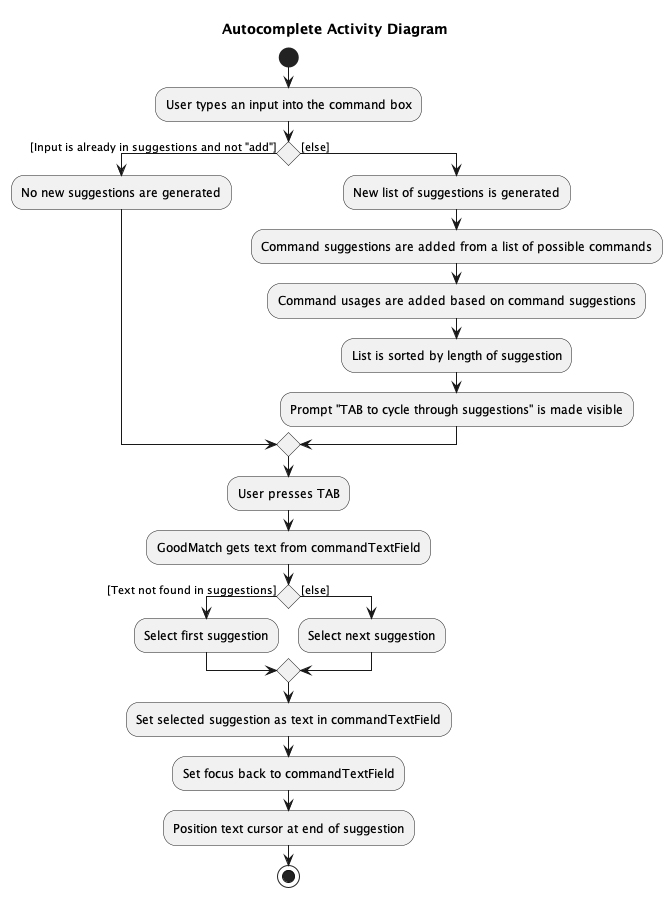 Autocomplete Activity Diagram
User types an input into the command box
[Input is already in suggestions and not "add"]
[else]
No new suggestions are generated
New list of suggestions is generated
Command suggestions are added from a list of possible commands
Command usages are added based on command suggestions
List is sorted by length of suggestion
Prompt "TAB to cycle through suggestions" is made visible
User presses TAB
GoodMatch gets text from commandTextField
[Text not found in suggestions]
[else]
Select first suggestion
Select next suggestion
Set selected suggestion as text in commandTextField
Set focus back to commandTextField
Position text cursor at end of suggestion